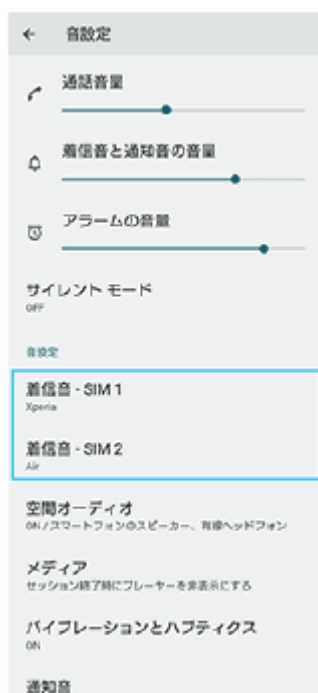 ← 音設定
通話音量
着信音と通知音の音量
アラームの音量
サイレント モード
OFF
音設定
着信音 - SIM 1
Xperia
着信音 - SIM 2
Air
空間オーディオ
ON / スマートフォンのスピーカー、有線ヘッドフォン
メディア
セッション終了時にプレーヤーを非表示にする
バイブレーションとハプティクス
ON
通知音